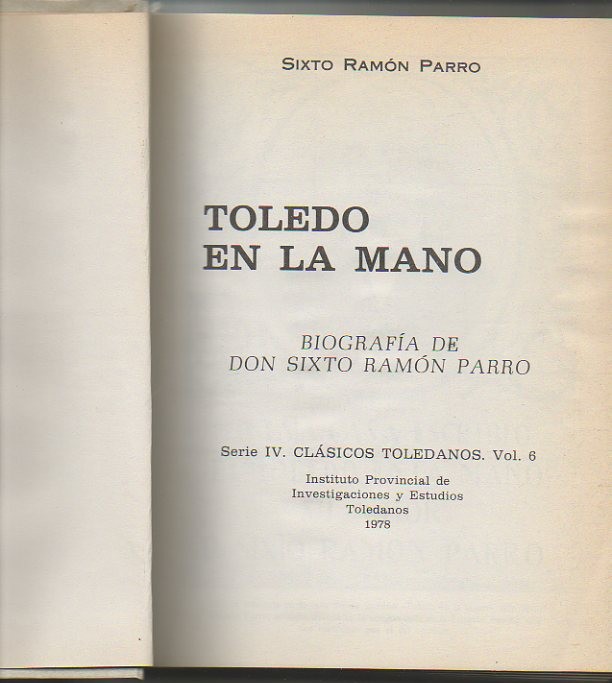 SIXTO RAMÓN PARRO
TOLEDO
EN LA MANO
BIOGRAFÍA DE
DON SIXTO RAMÓN PARRO
Serie IV. CLÁSICOS TOLEDANOS. Vol. 6
Instituto Provincial de
Investigaciones y Estudios
Toledanos
1978